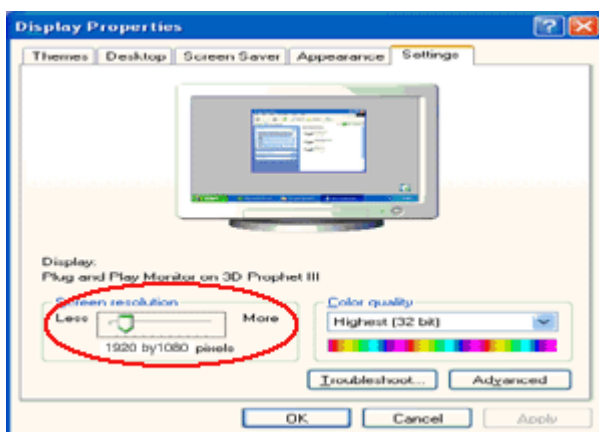 Display Properties
Themes Desktop Screen Saver Appearance Settings
Display:
Plug and Play Monitor on 3D Prophet III
Screen resolution
Less More
1920 by1080 pixels
Color quality
Highest (32 bit)
Troubleshoot... Advanced
OK Cancel Apply